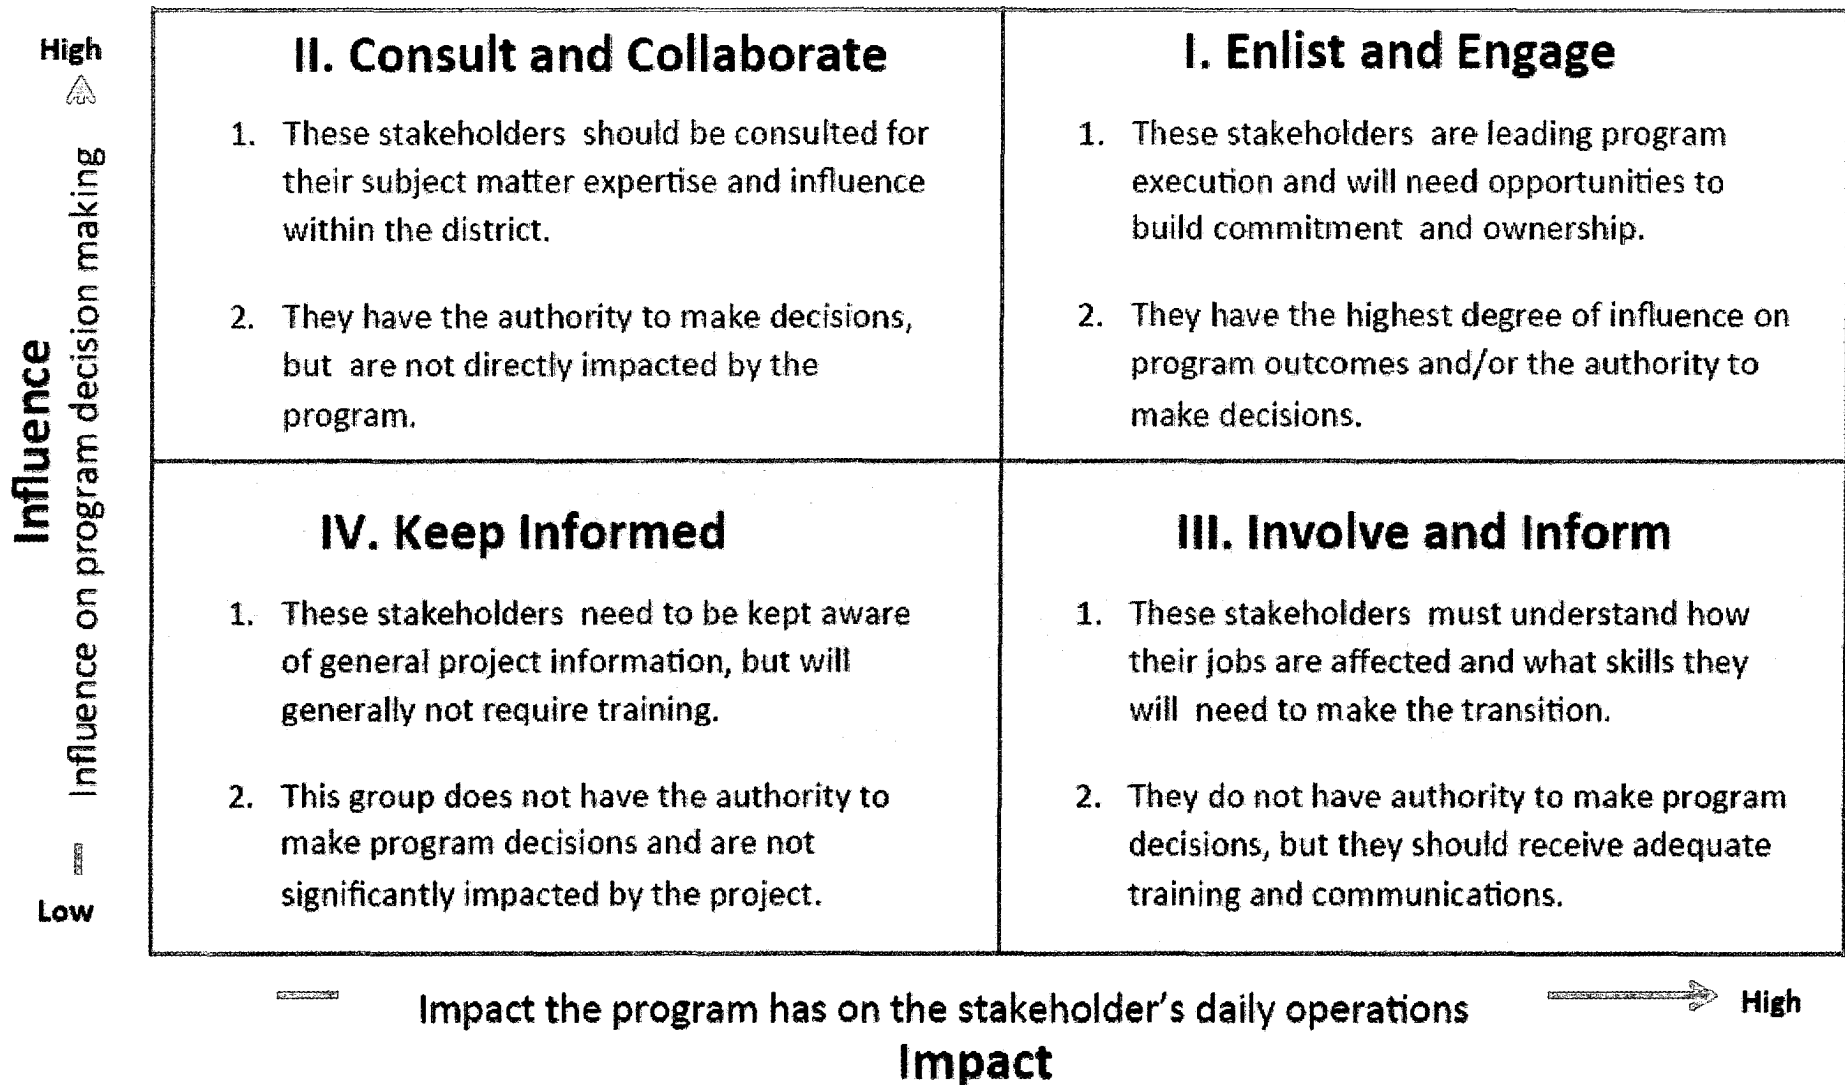 High
II. Consult and Collaborate
1. These stakeholders should be consulted for
their subject matter expertise and influence
within the district.
2. They have the authority to make decisions,
but are not directly impacted by the
program.
I. Enlist and Engage
1. These stakeholders are leading program
execution and will need opportunities to
build commitment and ownership.
2. They have the highest degree of influence on
program outcomes and/or the authority to
make decisions.
Influence
Influence on program decision making
IV. Keep Informed
1. These stakeholders need to be kept aware
of general project information, but will
generally not require training.
2. This group does not have the authority to
make program decisions and are not
significantly impacted by the project.
III. Involve and Inform
1. These stakeholders must understand how
their jobs are affected and what skills they
will need to make the transition.
2. They do not have authority to make program
decisions, but they should receive adequate
training and communications.
Low
Impact the program has on the stakeholder's daily operations
High
Impact